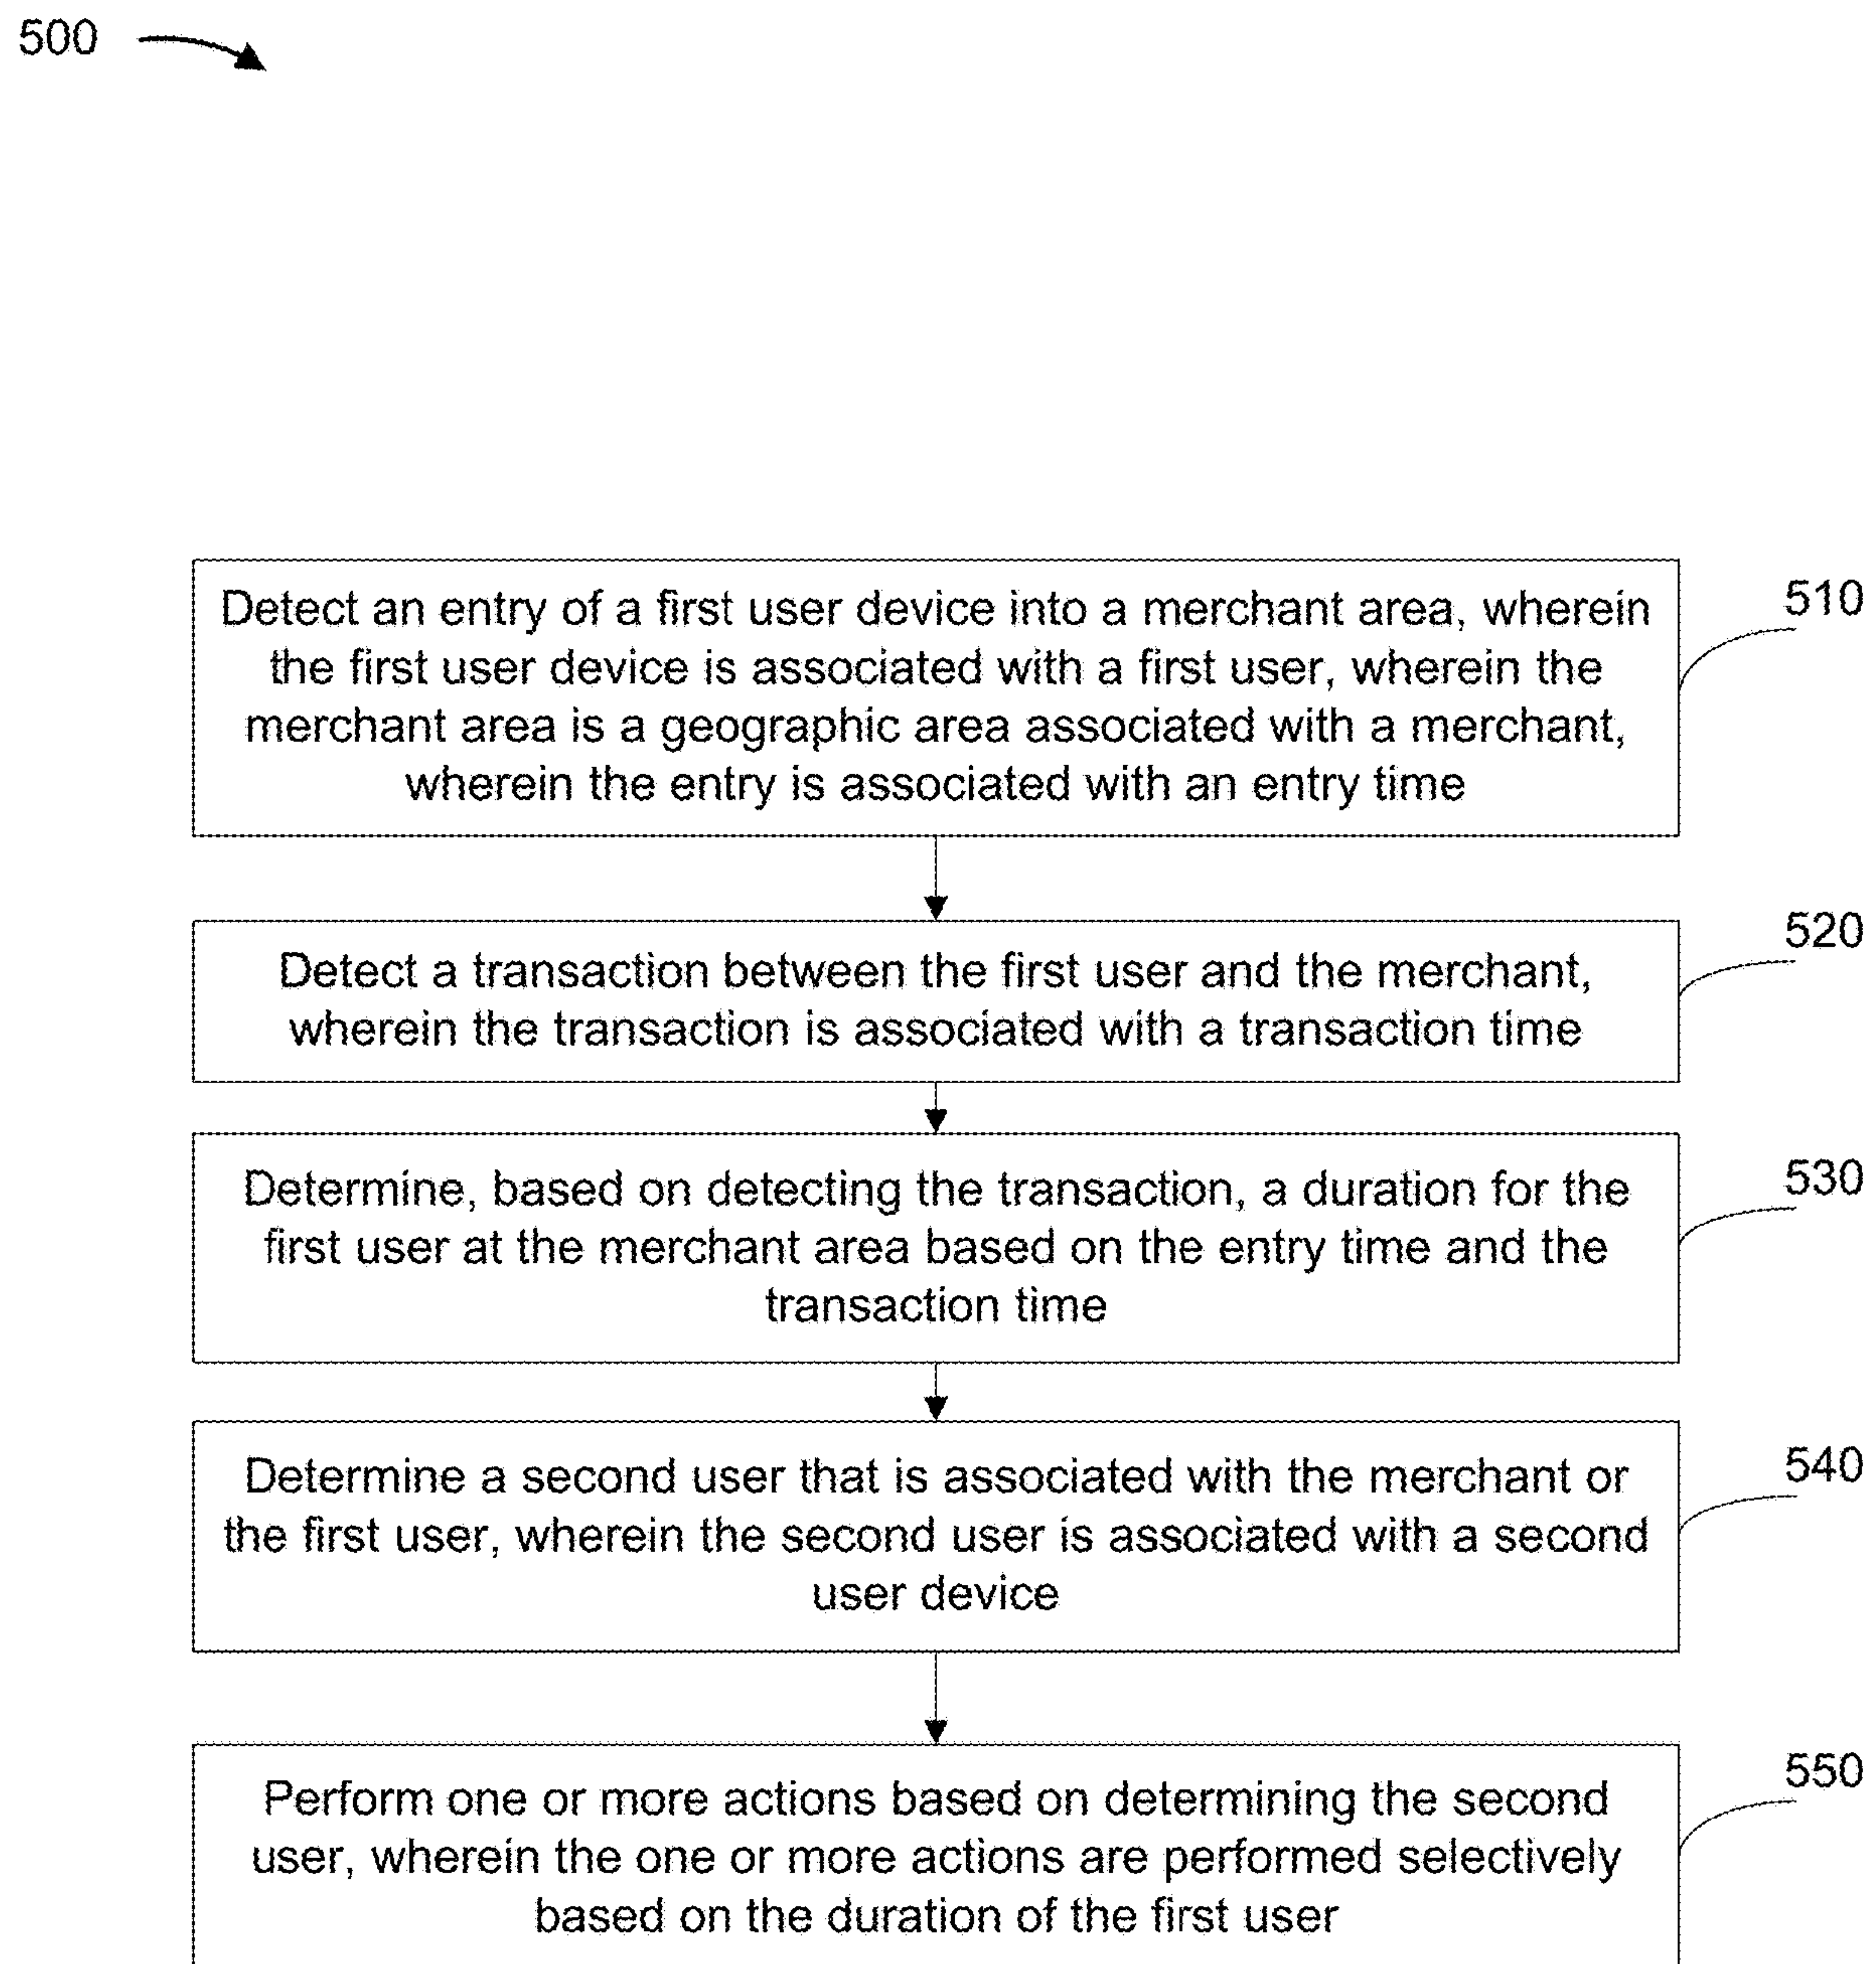 500
Detect an entry of a first user device into a merchant area, wherein
the first user device is associated with a first user, wherein the
merchant area is a geographic area associated with a merchant,
wherein the entry is associated with an entry time
510
Detect a transaction between the first user and the merchant,
wherein the transaction is associated with a transaction time
520
Determine, based on detecting the transaction, a duration for the
first user at the merchant area based on the entry time and the
transaction time
530
Determine a second user that is associated with the merchant or
the first user, wherein the second user is associated with a second
user device
540
Perform one or more actions based on determining the second
user, wherein the one or more actions are performed selectively
based on the duration of the first user
550